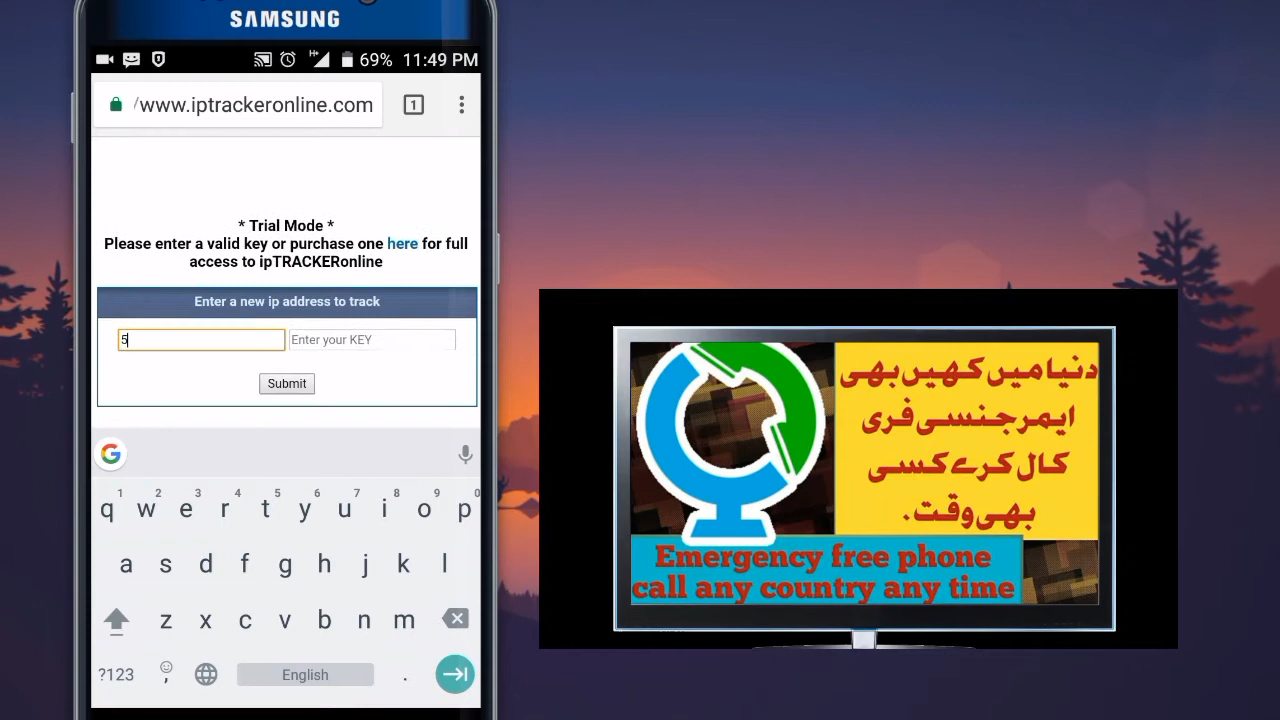 SAMSUNG
H+ 69% 11:49 PM
/www.iptrackeronline.com 1
* Trial Mode *
Please enter a valid key or purchase one here for full
access to ipTRACKERonline
Enter a new ip address to track
5 Enter your KEY
Submit
G
1 2 3 4 5 6 7 8 9 0
q w e r t y u i o p
a s d f g h j k l
z x c v b n m
?123 , English .
دنیا میں کھیں بھی
ایمرجنسی فری
کال کرے کسی
بھی وقت.
Emergency free phone
call any country any time